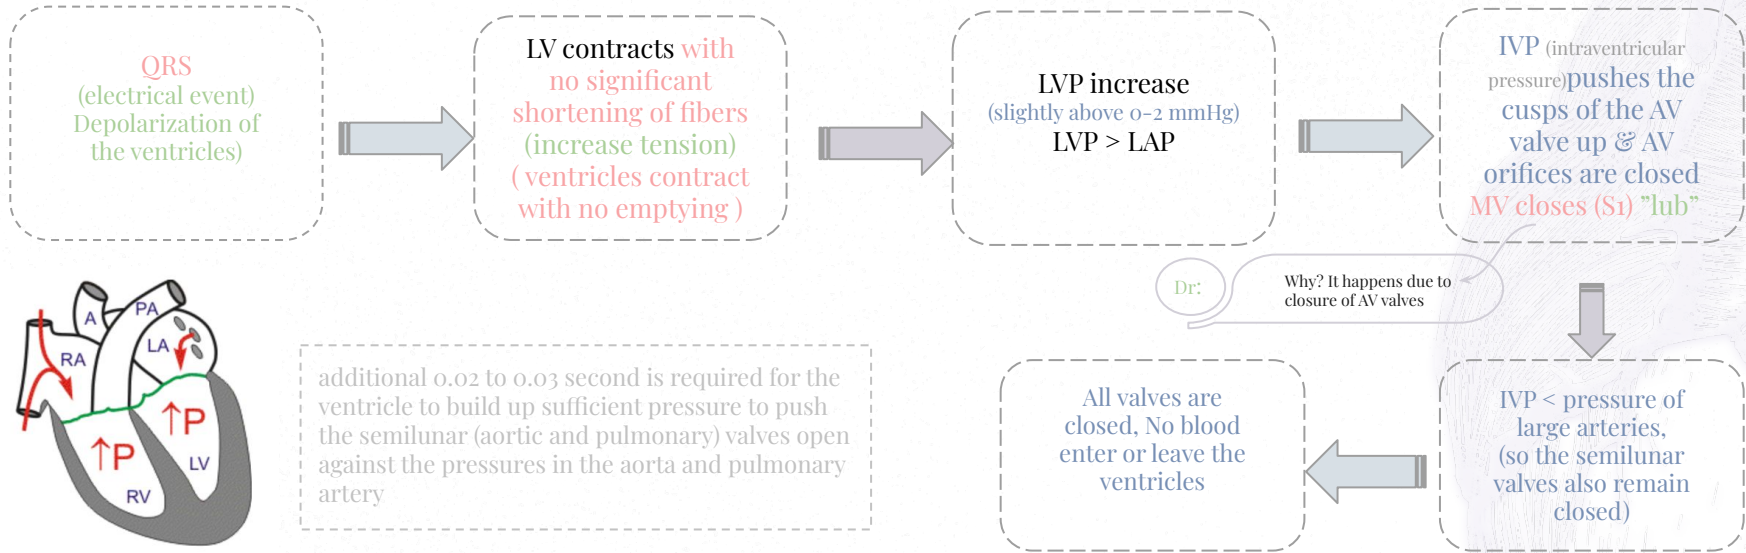 QRS
(electrical event)
Depolarization of
the ventricles)
LV contracts with
no significant
shortening of fibers
(increase tension)
( ventricles contract
with no emptying )
LVP increase
(slightly above 0-2 mmHg)
LVP > LAP
IVP (intraventricular
pressure)pushes the
cusps of the AV
valve up & AV
orifices are closed
MV closes (S1) ”lub”
Dr:
Why? It happens due to
closure of AV valves
A
PA
RA
LA
↑P
↑P
LV
RV
additional 0.02 to 0.03 second is required for the
ventricle to build up sufficient pressure to push
the semilunar (aortic and pulmonary) valves open
against the pressures in the aorta and pulmonary
artery
All valves are
closed, No blood
enter or leave the
ventricles
IVP < pressure of
large arteries,
(so the semilunar
valves also remain
closed)